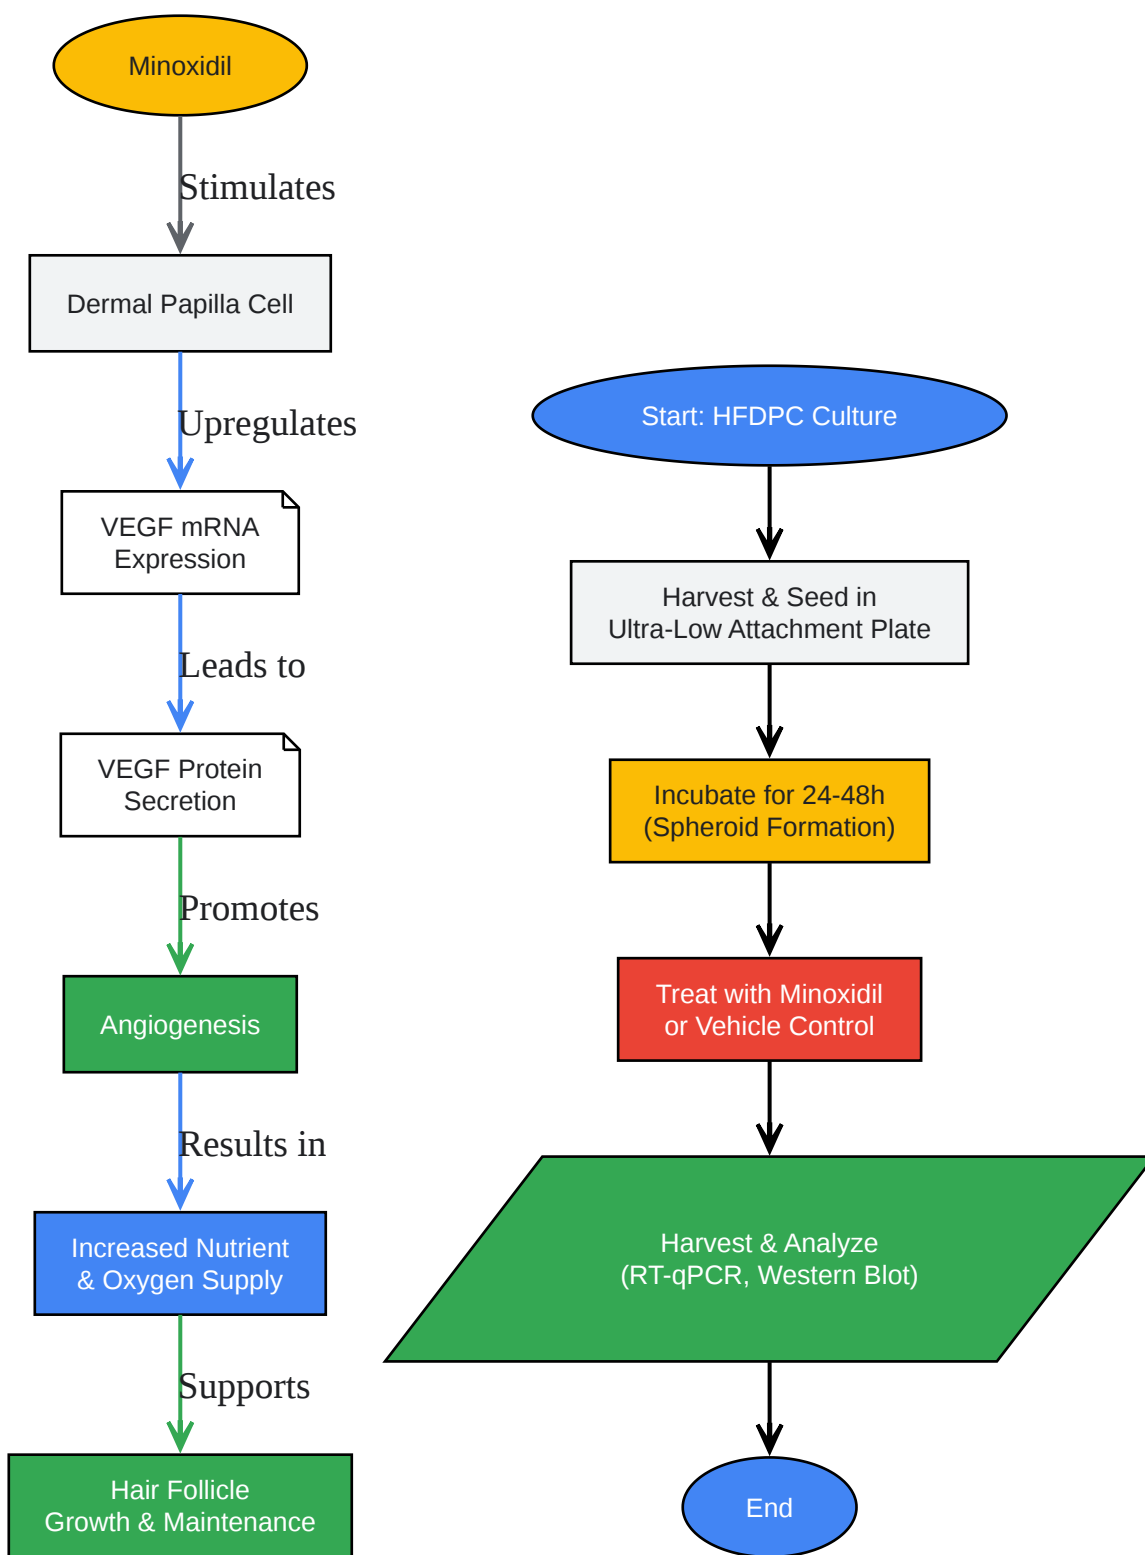 Minoxidil
Stimulates
Dermal Papilla Cell
Upregulates
VEGF mRNA
Expression
Leads to
VEGF Protein
Secretion
Promotes
Angiogenesis
Results in
Increased Nutrient
& Oxygen Supply
Supports
Hair Follicle
Growth & Maintenance
Start: HFDPC Culture
Harvest & Seed in
Ultra-Low Attachment Plate
Incubate for 24-48h
(Spheroid Formation)
Treat with Minoxidil
or Vehicle Control
Harvest & Analyze
(RT-qPCR, Western Blot)
End